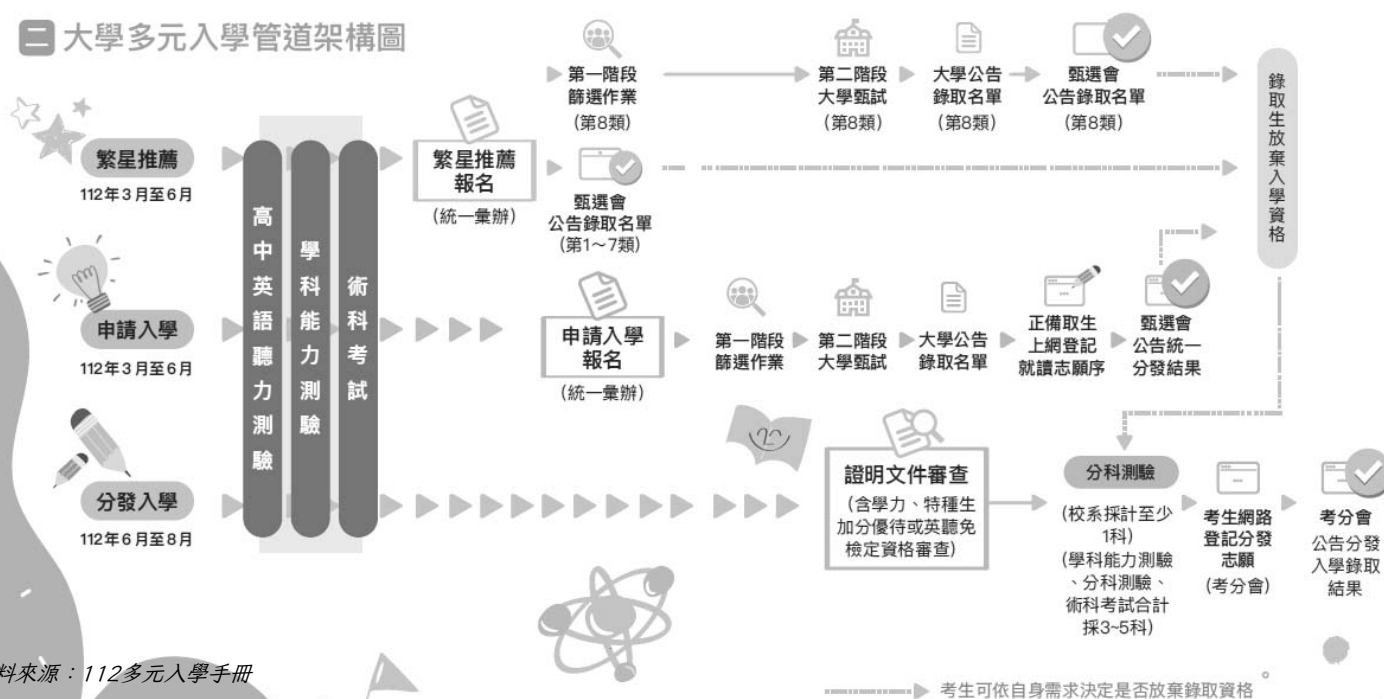 二 大學多元入學管道架構圖
繁星推薦
112年3月至6月
申請入學
112年3月至6月
分發入學
112年6月至8月
高中英語聽力測驗
學科能力測驗
術科考試
繁星推薦
報名
(統一彙辦)
第一階段
篩選作業
(第8類)
第二階段
大學甄試
(第8類)
大學公告
錄取名單
(第8類)
甄選會
公告錄取名單
(第8類)
甄選會
公告錄取名單
(第1～7類)
錄取生放棄入學資格
申請入學
報名
(統一彙辦)
第一階段
篩選作業
第二階段
大學甄試
大學公告
錄取名單
正備取生
上網登記
就讀志願序
甄選會
公告統一
分發結果
證明文件審查
(含學力、特種生
加分優待或英聽免
檢定資格審查)
分科測驗
(校系採計至少
1科)
(學科能力測驗
、分科測驗、
術科考試合計
採3~5科)
考生網路
登記分發
志願
(考分會)
考分會
公告分發
入學錄取
結果
料來源：112多元入學手冊
考生可依自身需求決定是否放棄錄取資格